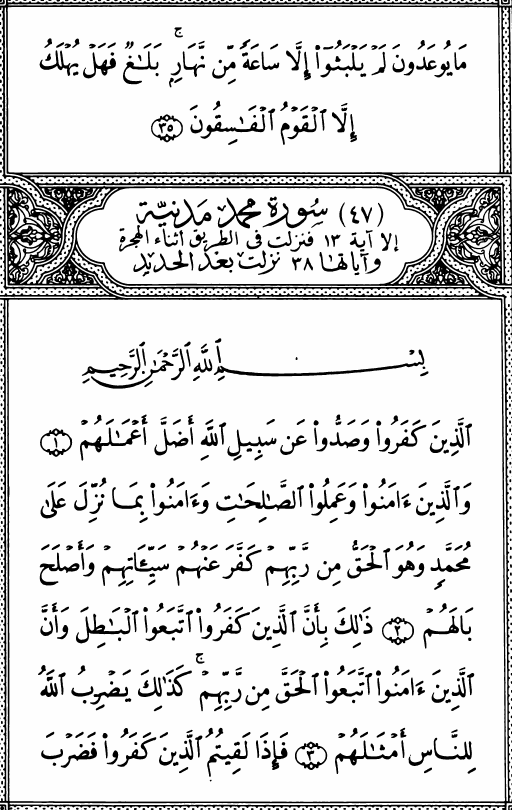 مَا يُوعَدُونَ لَمْ يَلْبَثُوٓا۟ إِلَّا سَاعَةً مِّن نَّهَارٍۭ ۚ بَلَٰغٌ ۚ فَهَلْ يُهْلَكُ
إِلَّا ٱلْقَوْمُ ٱلْفَٰسِقُونَ ٣٥
(٤٧) سُورَة مُحمَّد مَدَنيَّة
إلا آية ١٣ فنزلت فى الطريق أثناء الهجرة
وآياتها ٣٨ نزلت بعد الحديد
بِسْمِ ٱللَّهِ ٱلرَّحْمَٰنِ ٱلرَّحِيمِ
ٱلَّذِينَ كَفَرُوا۟ وَصَدُّوا۟ عَن سَبِيلِ ٱللَّهِ أَضَلَّ أَعْمَٰلَهُمْ ١
وَٱلَّذِينَ ءَامَنُوا۟ وَعَمِلُوا۟ ٱلصَّٰلِحَٰتِ وَءَامَنُوا۟ بِمَا نُزِّلَ عَلَىٰ
مُحَمَّدٍ وَهُوَ ٱلْحَقُّ مِن رَّبِّهِمْ كَفَّرَ عَنْهُمْ سَيِّـَٔاتِهِمْ وَأَصْلَحَ
بَالَهُمْ ٢ ذَٰلِكَ بِأَنَّ ٱلَّذِينَ كَفَرُوا۟ ٱتَّبَعُوا۟ ٱلْبَٰطِلَ وَأَنَّ
ٱلَّذِينَ ءَامَنُوا۟ ٱتَّبَعُوا۟ ٱلْحَقَّ مِن رَّبِّهِمْ ۚ كَذَٰلِكَ يَضْرِبُ ٱللَّهُ
لِلنَّاسِ أَمْثَٰلَهُمْ ٣ فَإِذَا لَقِيتُمُ ٱلَّذِينَ كَفَرُوا۟ فَضَرْبَ